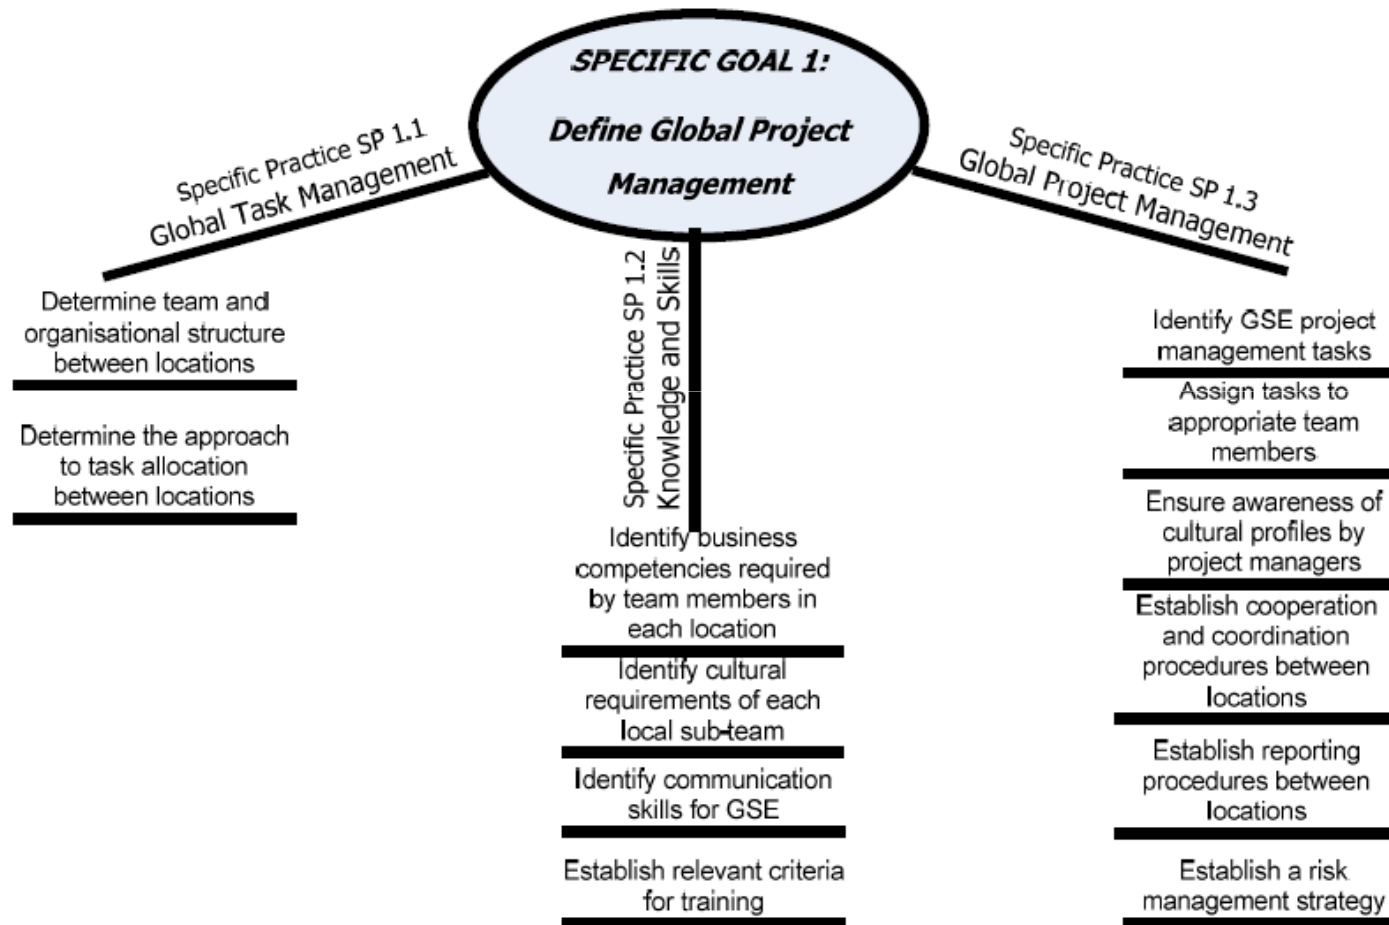 SPECIFIC GOAL 1:
Define Global Project
Management
Specific Practice SP 1.1
Global Task Management
Determine team and
organisational structure
between locations
Determine the approach
to task allocation
between locations
Specific Practice SP 1.2
Knowledge and Skills
Identify business
competencies required
by team members in
each location
Identify cultural
requirements of each
local sub-team
Identify communication
skills for GSE
Establish relevant criteria
for training
Specific Practice SP 1.3
Global Project Management
Identify GSE project
management tasks
Assign tasks to
appropriate team
members
Ensure awareness of
cultural profiles by
project managers
Establish cooperation
and coordination
procedures between
locations
Establish reporting
procedures between
locations
Establish a risk
management strategy